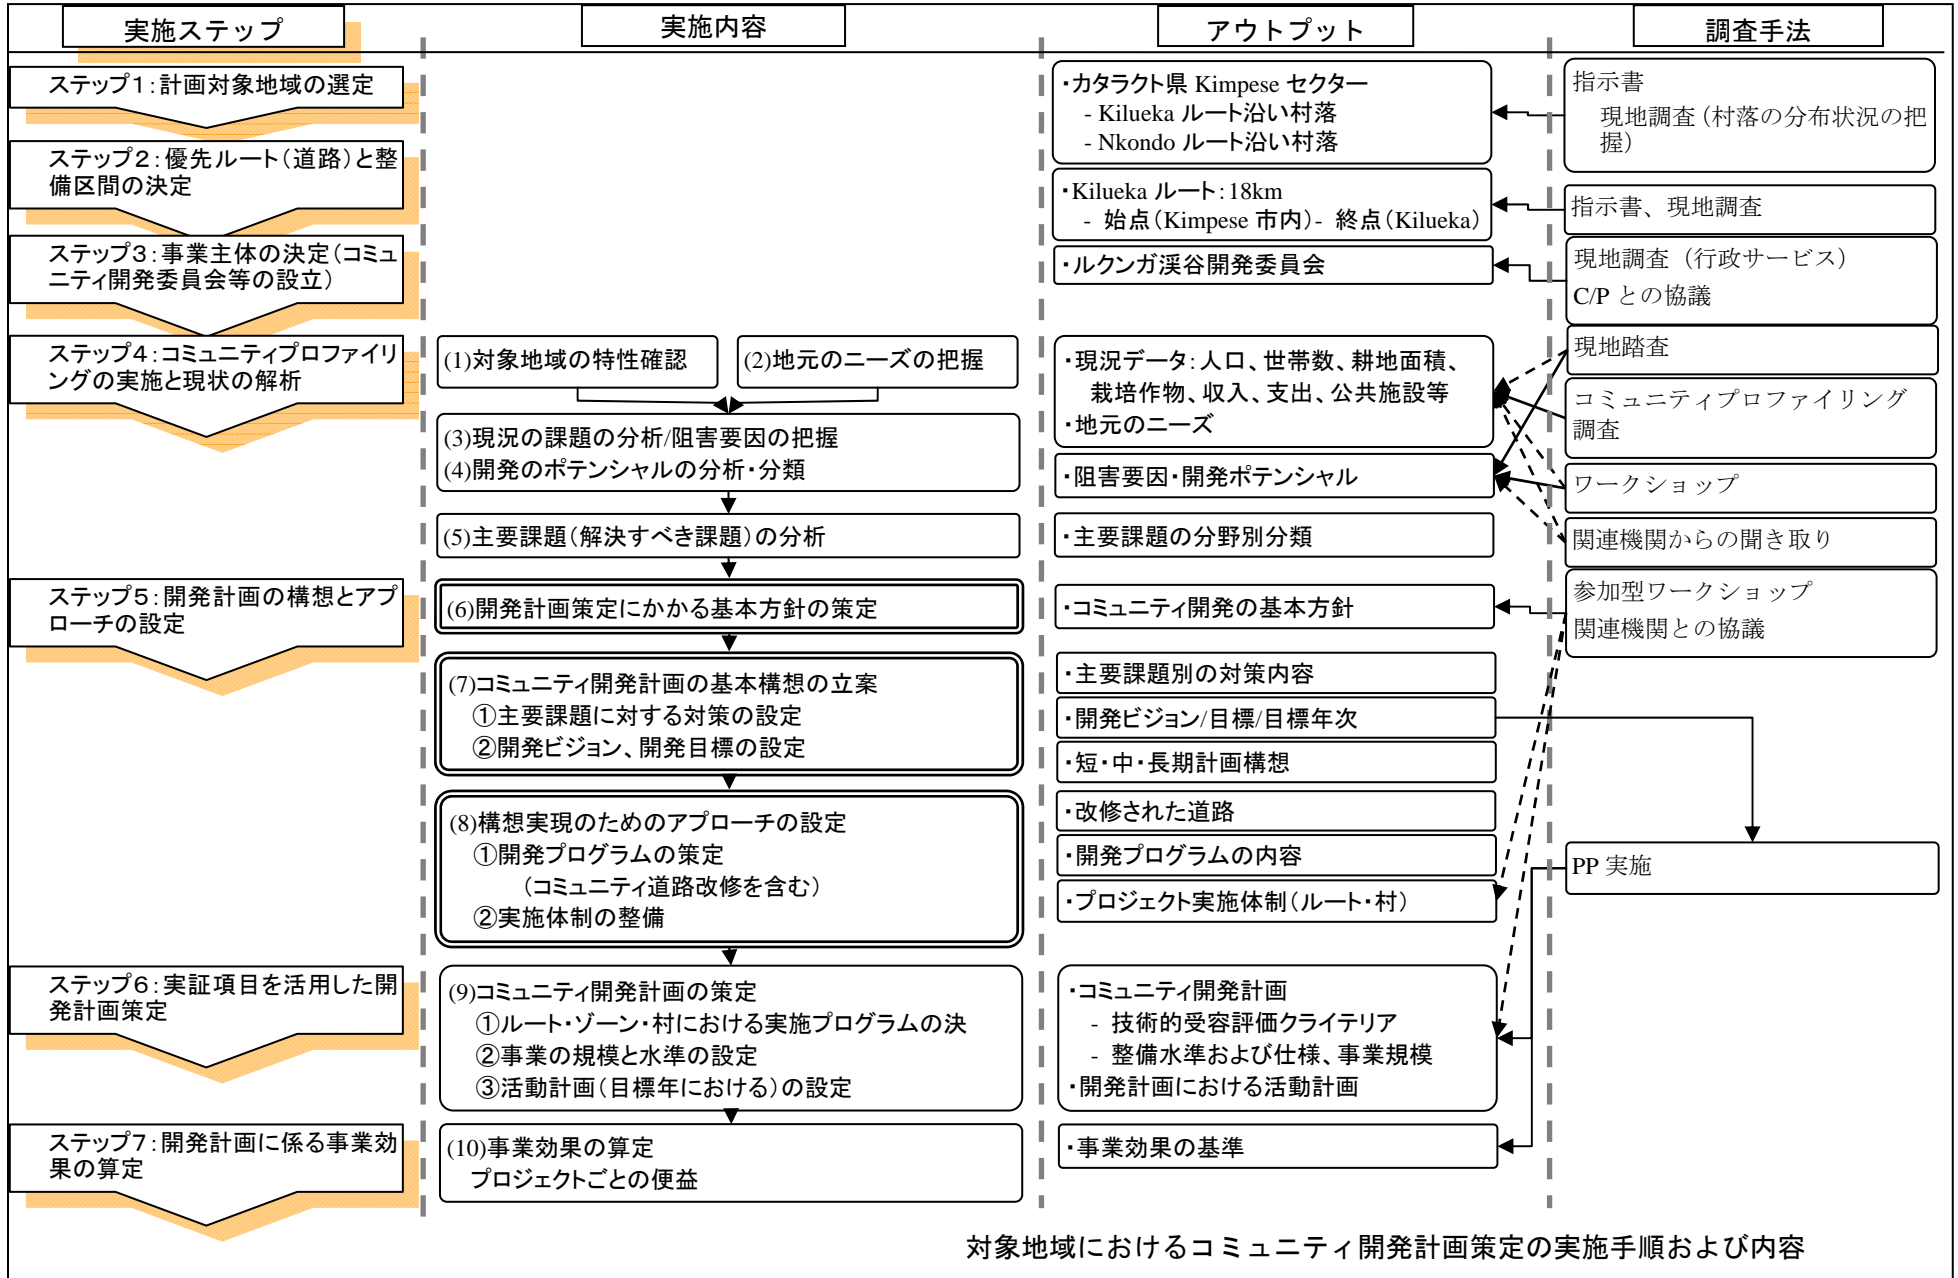 実施ステップ
実施内容
アウトプット
調査手法
ステップ1：計画対象地域の選定
ステップ2：優先ルート（道路）と整
備区間の決定
ステップ3：事業主体の決定（コミュ
ニティ開発委員会等の設立）
ステップ4：コミュニティプロファイリ
ングの実施と現状の解析
ステップ5：開発計画の構想とアプ
ローチの設定
ステップ6：実証項目を活用した開
発計画策定
ステップ7：開発計画に係る事業効
果の算定
(1)対象地域の特性確認
(2)地元のニーズの把握
(3)現況の課題の分析/阻害要因の把握
(4)開発のポテンシャルの分析・分類
(5)主要課題（解決すべき課題）の分析
(6)開発計画策定にかかる基本方針の策定
(7)コミュニティ開発計画の基本構想の立案
①主要課題に対する対策の設定
②開発ビジョン、開発目標の設定
(8)構想実現のためのアプローチの設定
①開発プログラムの策定
（コミュニティ道路改修を含む）
②実施体制の整備
(9)コミュニティ開発計画の策定
①ルート・ゾーン・村における実施プログラムの決
②事業の規模と水準の設定
③活動計画（目標年における）の設定
(10)事業効果の算定
プロジェクトごとの便益
・カタラクト県 Kimpese セクター
- Kilueka ルート沿い村落
- Nkondo ルート沿い村落
・Kilueka ルート：18km
- 始点（Kimpese 市内）- 終点（Kilueka）
・ルクンガ渓谷開発委員会
・現況データ：人口、世帯数、耕地面積、
栽培作物、収入、支出、公共施設等
・地元のニーズ
・阻害要因・開発ポテンシャル
・主要課題の分野別分類
・コミュニティ開発の基本方針
・主要課題別の対策内容
・開発ビジョン/目標/目標年次
・短・中・長期計画構想
・改修された道路
・開発プログラムの内容
・プロジェクト実施体制（ルート・村）
・コミュニティ開発計画
- 技術的受容評価クライテリア
- 整備水準および仕様、事業規模
・開発計画における活動計画
・事業効果の基準
指示書
現地調査（村落の分布状況の把
握）
指示書、現地調査
現地調査（行政サービス）
C/P との協議
現地踏査
コミュニティプロファイリング
調査
ワークショップ
関連機関からの聞き取り
参加型ワークショップ
関連機関との協議
PP 実施
対象地域におけるコミュニティ開発計画策定の実施手順および内容